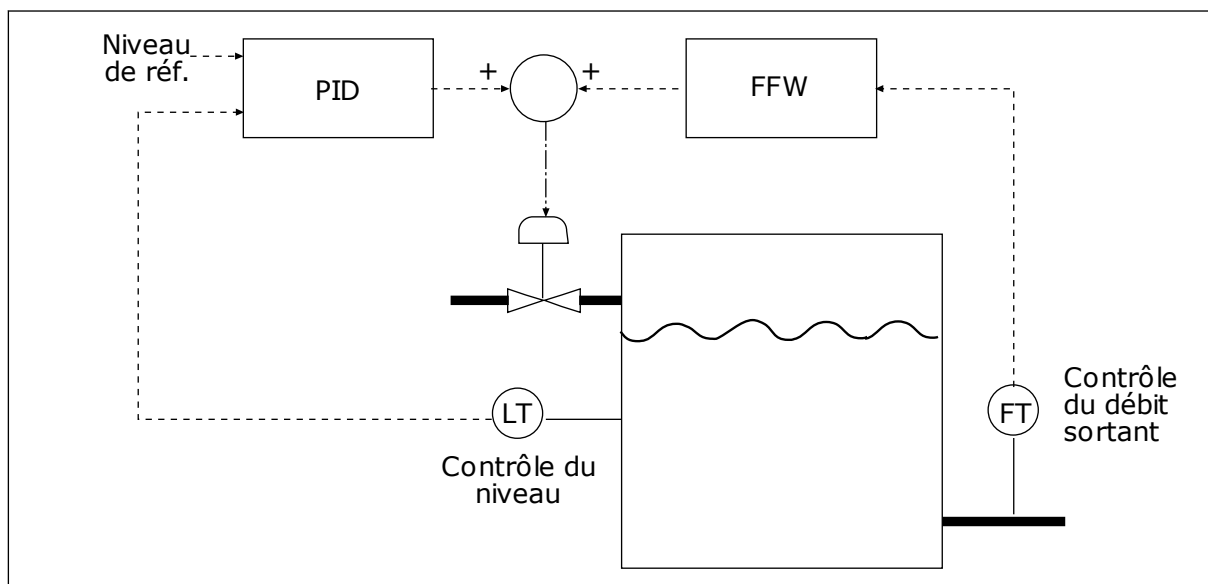 Niveau
de réf.
PID
+
+
FFW
LT
Contrôle du
niveau
FT
Contrôle
du débit
sortant